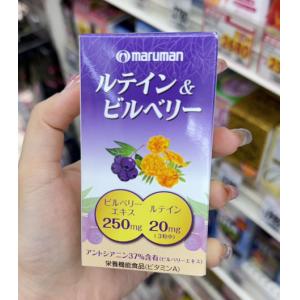 maruman
ルテイン&
ビルベリー
ビルベリー
エキス
250mg
ルテイン
20mg
(3粒中)
アントシアニン37%含有(ビルベリーエキス)
栄養機能食品(ビタミンA)